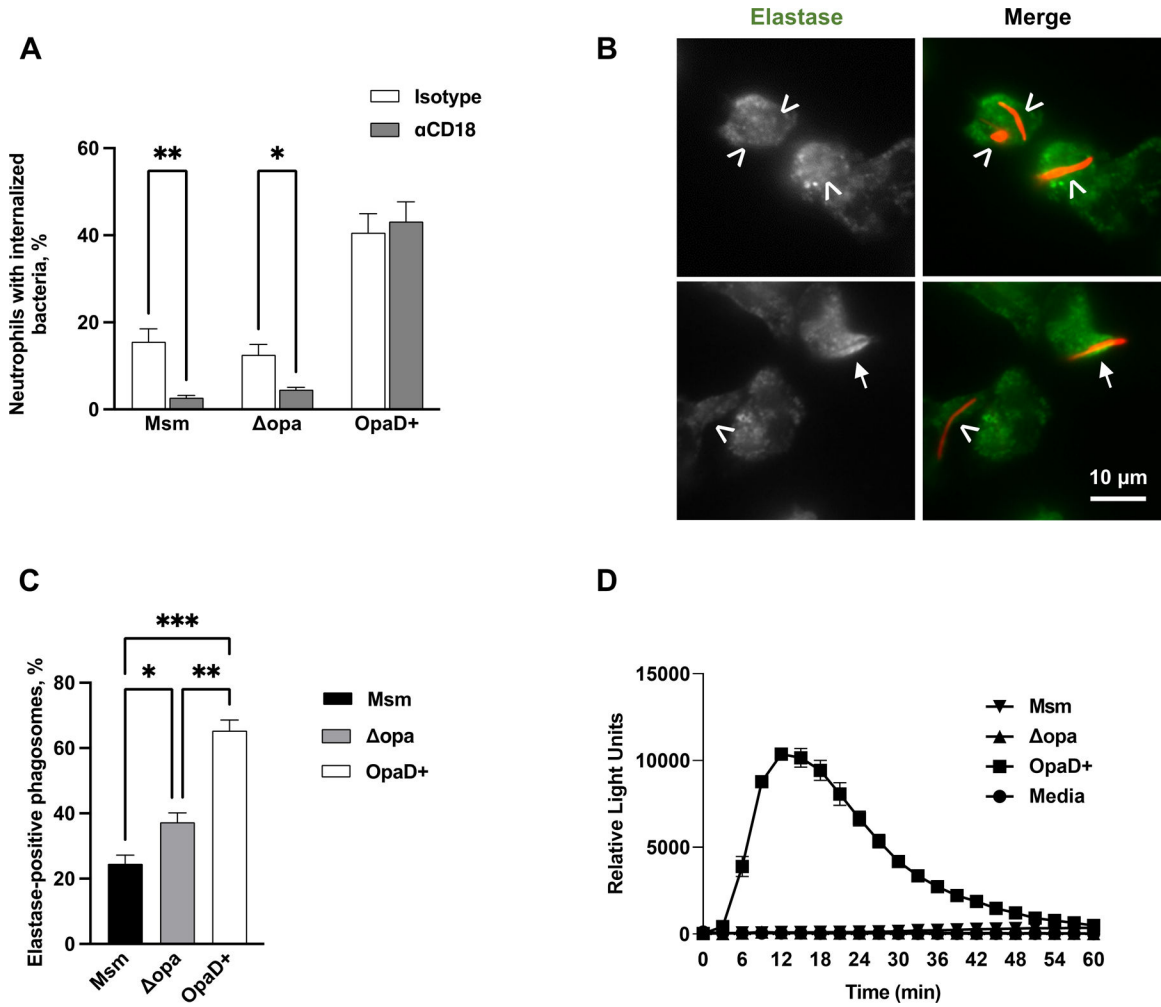 A
Isotype
αCD18
Neutrophils with internalized
bacteria, %
60
40
20
0
**
*
Msm Δopa OpaD+
B
Elastase Merge
10 μm
C
Elastase-positive phagosomes, %
80
60
40
20
0
***
* **
Msm Δopa OpaD+
Msm
Δopa
OpaD+
D
Relative Light Units
15000
10000
5000
0
0 6 12 18 24 30 36 42 48 54 60
Time (min)
Msm
Δopa
OpaD+
Media